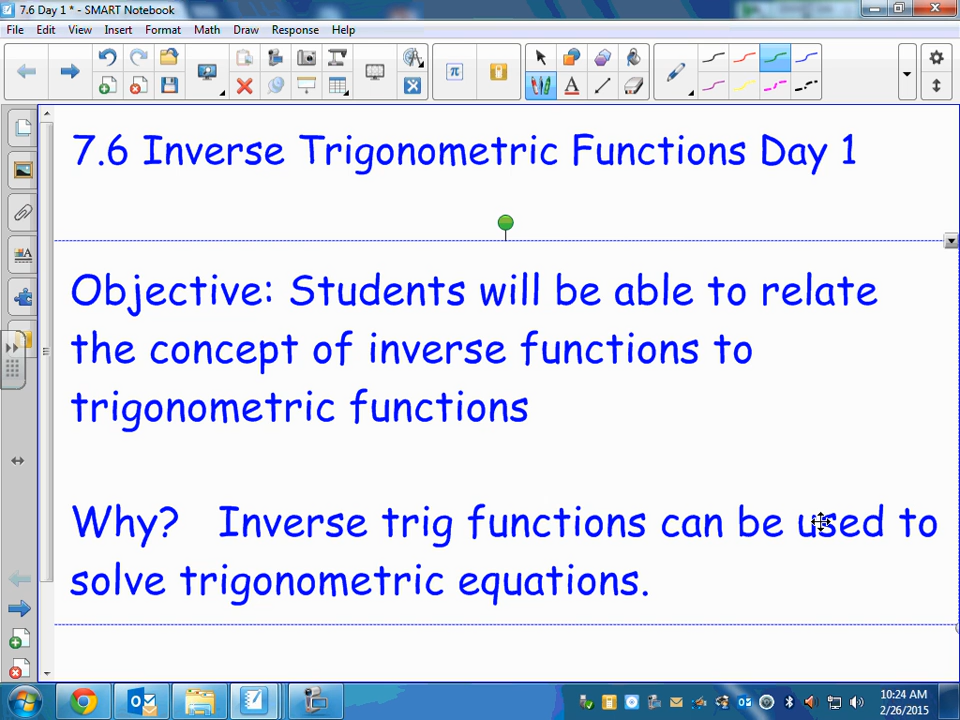 7.6 Day 1 * - SMART Notebook
File Edit View Insert Format Math Draw Response Help
7.6 Inverse Trigonometric Functions Day 1
Objective: Students will be able to relate
the concept of inverse functions to
trigonometric functions
Why? Inverse trig functions can be used to
solve trigonometric equations.
10:24 AM
2/26/2015